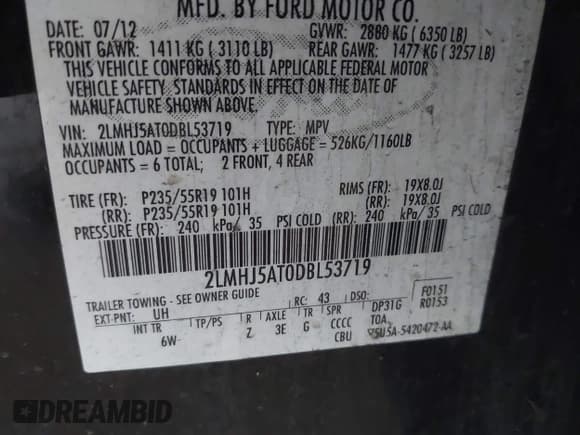 MFD. BY FORD MOTOR CO.
DATE: 07/12 GVWR: 2880 KG ( 6350 LB)
FRONT GAWR: 1411 KG ( 3110 LB) REAR GAWR: 1477 KG ( 3257 LB)
THIS VEHICLE CONFORMS TO ALL APPLICABLE FEDERAL MOTOR
VEHICLE SAFETY STANDARDS IN EFFECT ON THE DATE OF
MANUFACTURE SHOWN ABOVE.
VIN: 2LMHJ5AT0DBL53719 TYPE: MPV
MAXIMUM LOAD = OCCUPANTS + LUGGAGE = 526KG/1160LB
OCCUPANTS = 6 TOTAL; 2 FRONT, 4 REAR
TIRE (FR): P235/55R19 101H RIMS (FR): 19X8.0J
(RR): P235/55R19 101H (RR): 19X8.0J
PRESSURE (FR): 240 kPa/ 35 PSI COLD (RR): 240 kPa/ 35 PSI COLD
2LMHJ5AT0DBL53719
TRAILER TOWING - SEE OWNER GUIDE RC: 43 DSO: F0151
EXT-PNT: UH DP31G R0153
INT TR TP/PS R AXLE TR SPR TOA
6W Z 3E G CCCC 5U5A-5420472-AA
CBU
DREAMBID